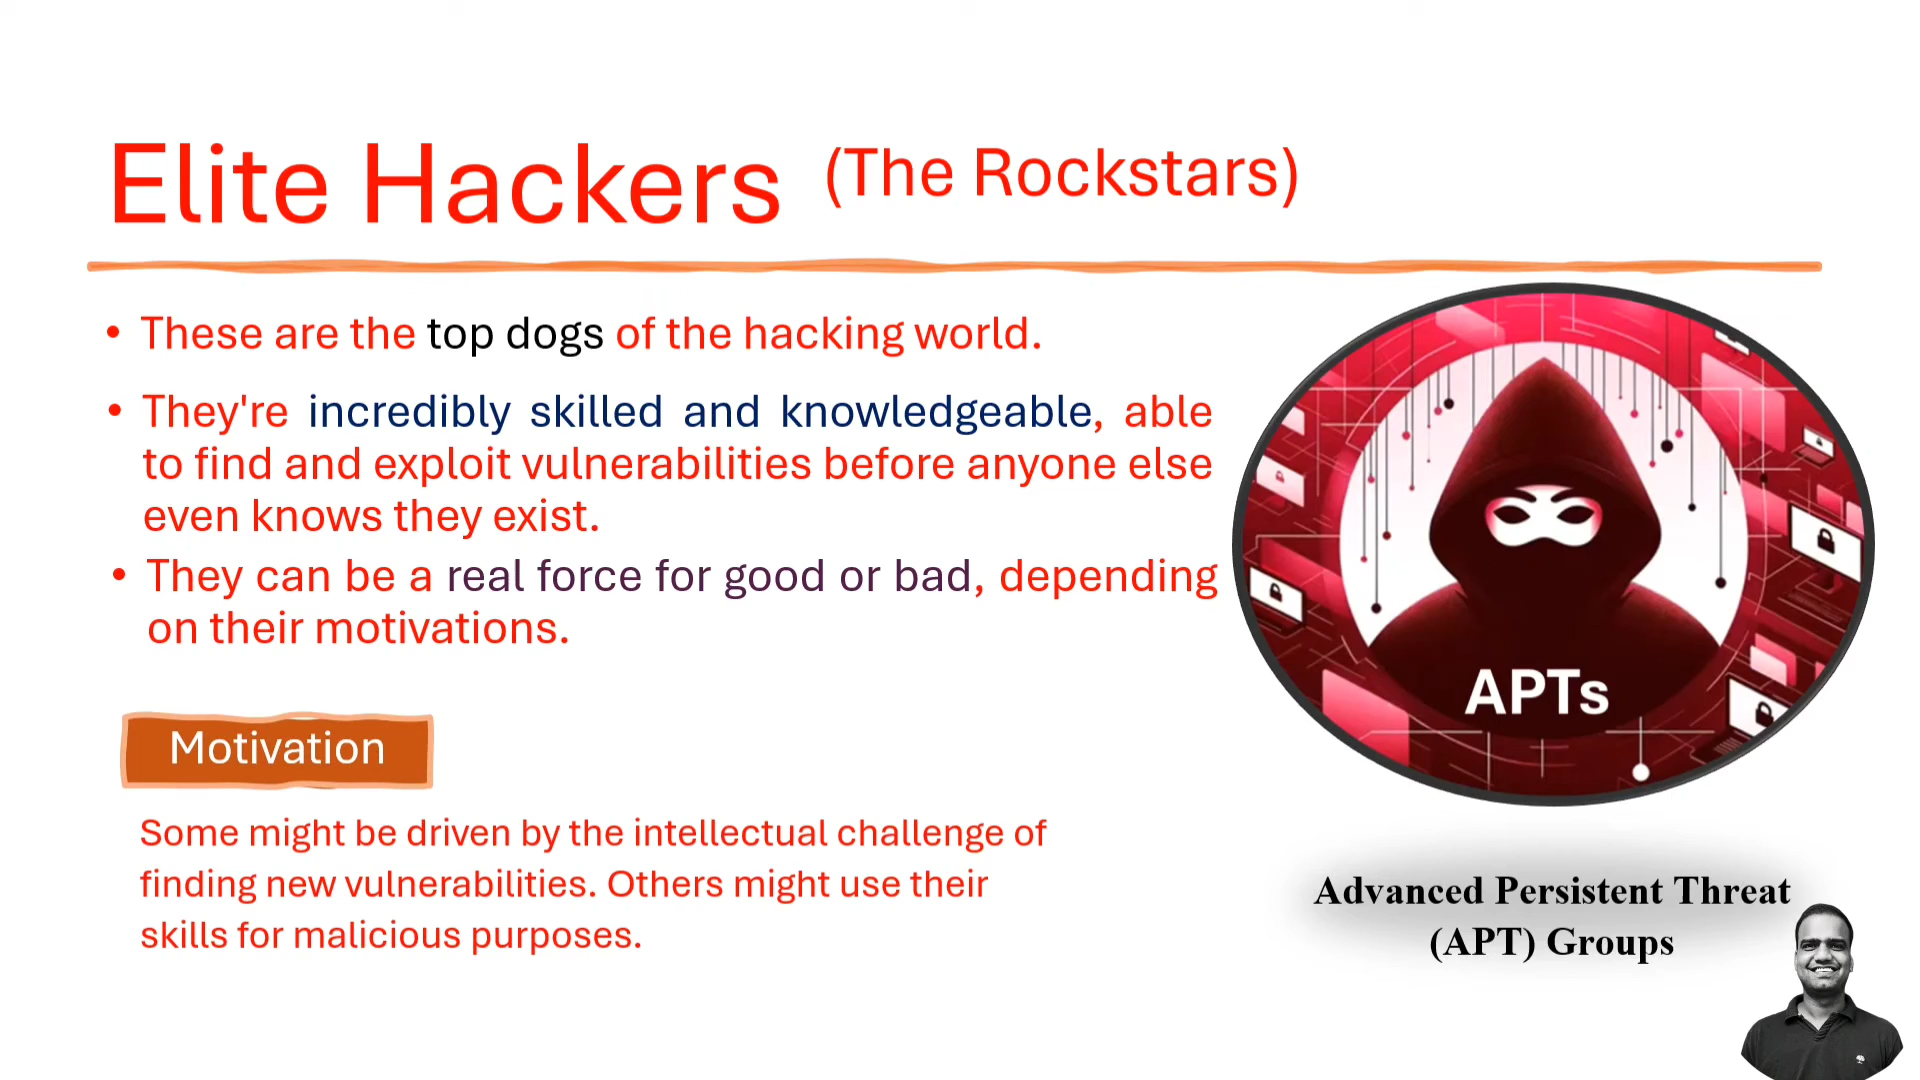 Elite Hackers (The Rockstars)
• These are the top dogs of the hacking world.
• They're incredibly skilled and knowledgeable, able
to find and exploit vulnerabilities before anyone else
even knows they exist.
• They can be a real force for good or bad, depending
on their motivations.
Motivation
Some might be driven by the intellectual challenge of
finding new vulnerabilities. Others might use their
skills for malicious purposes.
APTs
Advanced Persistent Threat
(APT) Groups